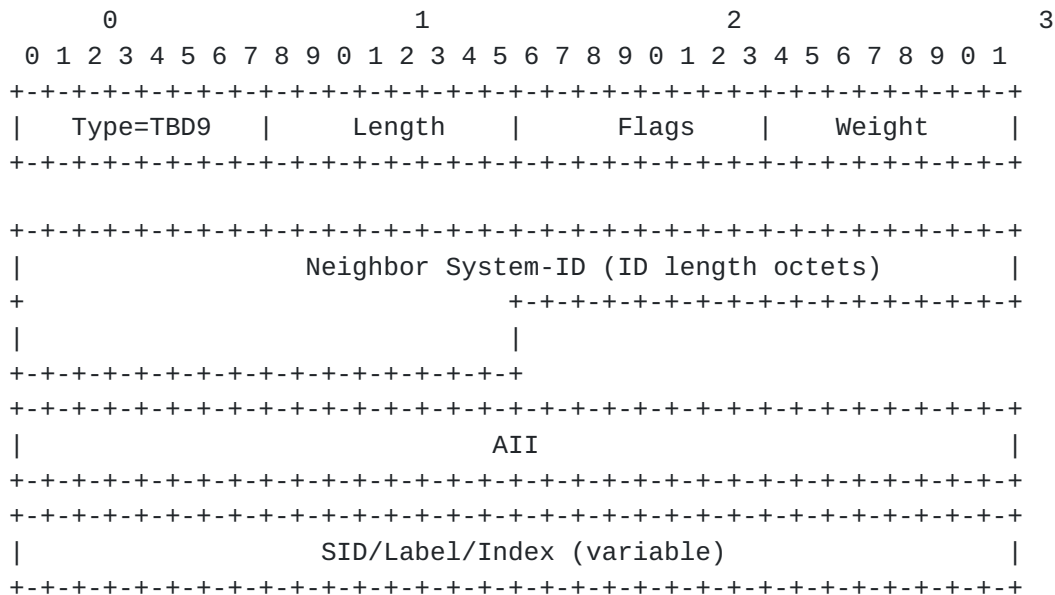 0 1 2 3
0 1 2 3 4 5 6 7 8 9 0 1 2 3 4 5 6 7 8 9 0 1 2 3 4 5 6 7 8 9 0 1
+-+-+-+-+-+-+-+-+-+-+-+-+-+-+-+-+-+-+-+-+-+-+-+-+-+-+-+-+-+-+-+-+
| Type=TBD9 | Length | Flags | Weight |
+-+-+-+-+-+-+-+-+-+-+-+-+-+-+-+-+-+-+-+-+-+-+-+-+-+-+-+-+-+-+-+-+
+-+-+-+-+-+-+-+-+-+-+-+-+-+-+-+-+-+-+-+-+-+-+-+-+-+-+-+-+-+-+-+-+
| Neighbor System-ID (ID length octets) |
+ +-+-+-+-+-+-+-+-+-+-+-+-+-+-+-+-+
| |
+-+-+-+-+-+-+-+-+-+-+-+-+-+-+-+-+
+-+-+-+-+-+-+-+-+-+-+-+-+-+-+-+-+-+-+-+-+-+-+-+-+-+-+-+-+-+-+-+-+
| AII |
+-+-+-+-+-+-+-+-+-+-+-+-+-+-+-+-+-+-+-+-+-+-+-+-+-+-+-+-+-+-+-+-+
+-+-+-+-+-+-+-+-+-+-+-+-+-+-+-+-+-+-+-+-+-+-+-+-+-+-+-+-+-+-+-+-+
| SID/Label/Index (variable) |
+-+-+-+-+-+-+-+-+-+-+-+-+-+-+-+-+-+-+-+-+-+-+-+-+-+-+-+-+-+-+-+-+